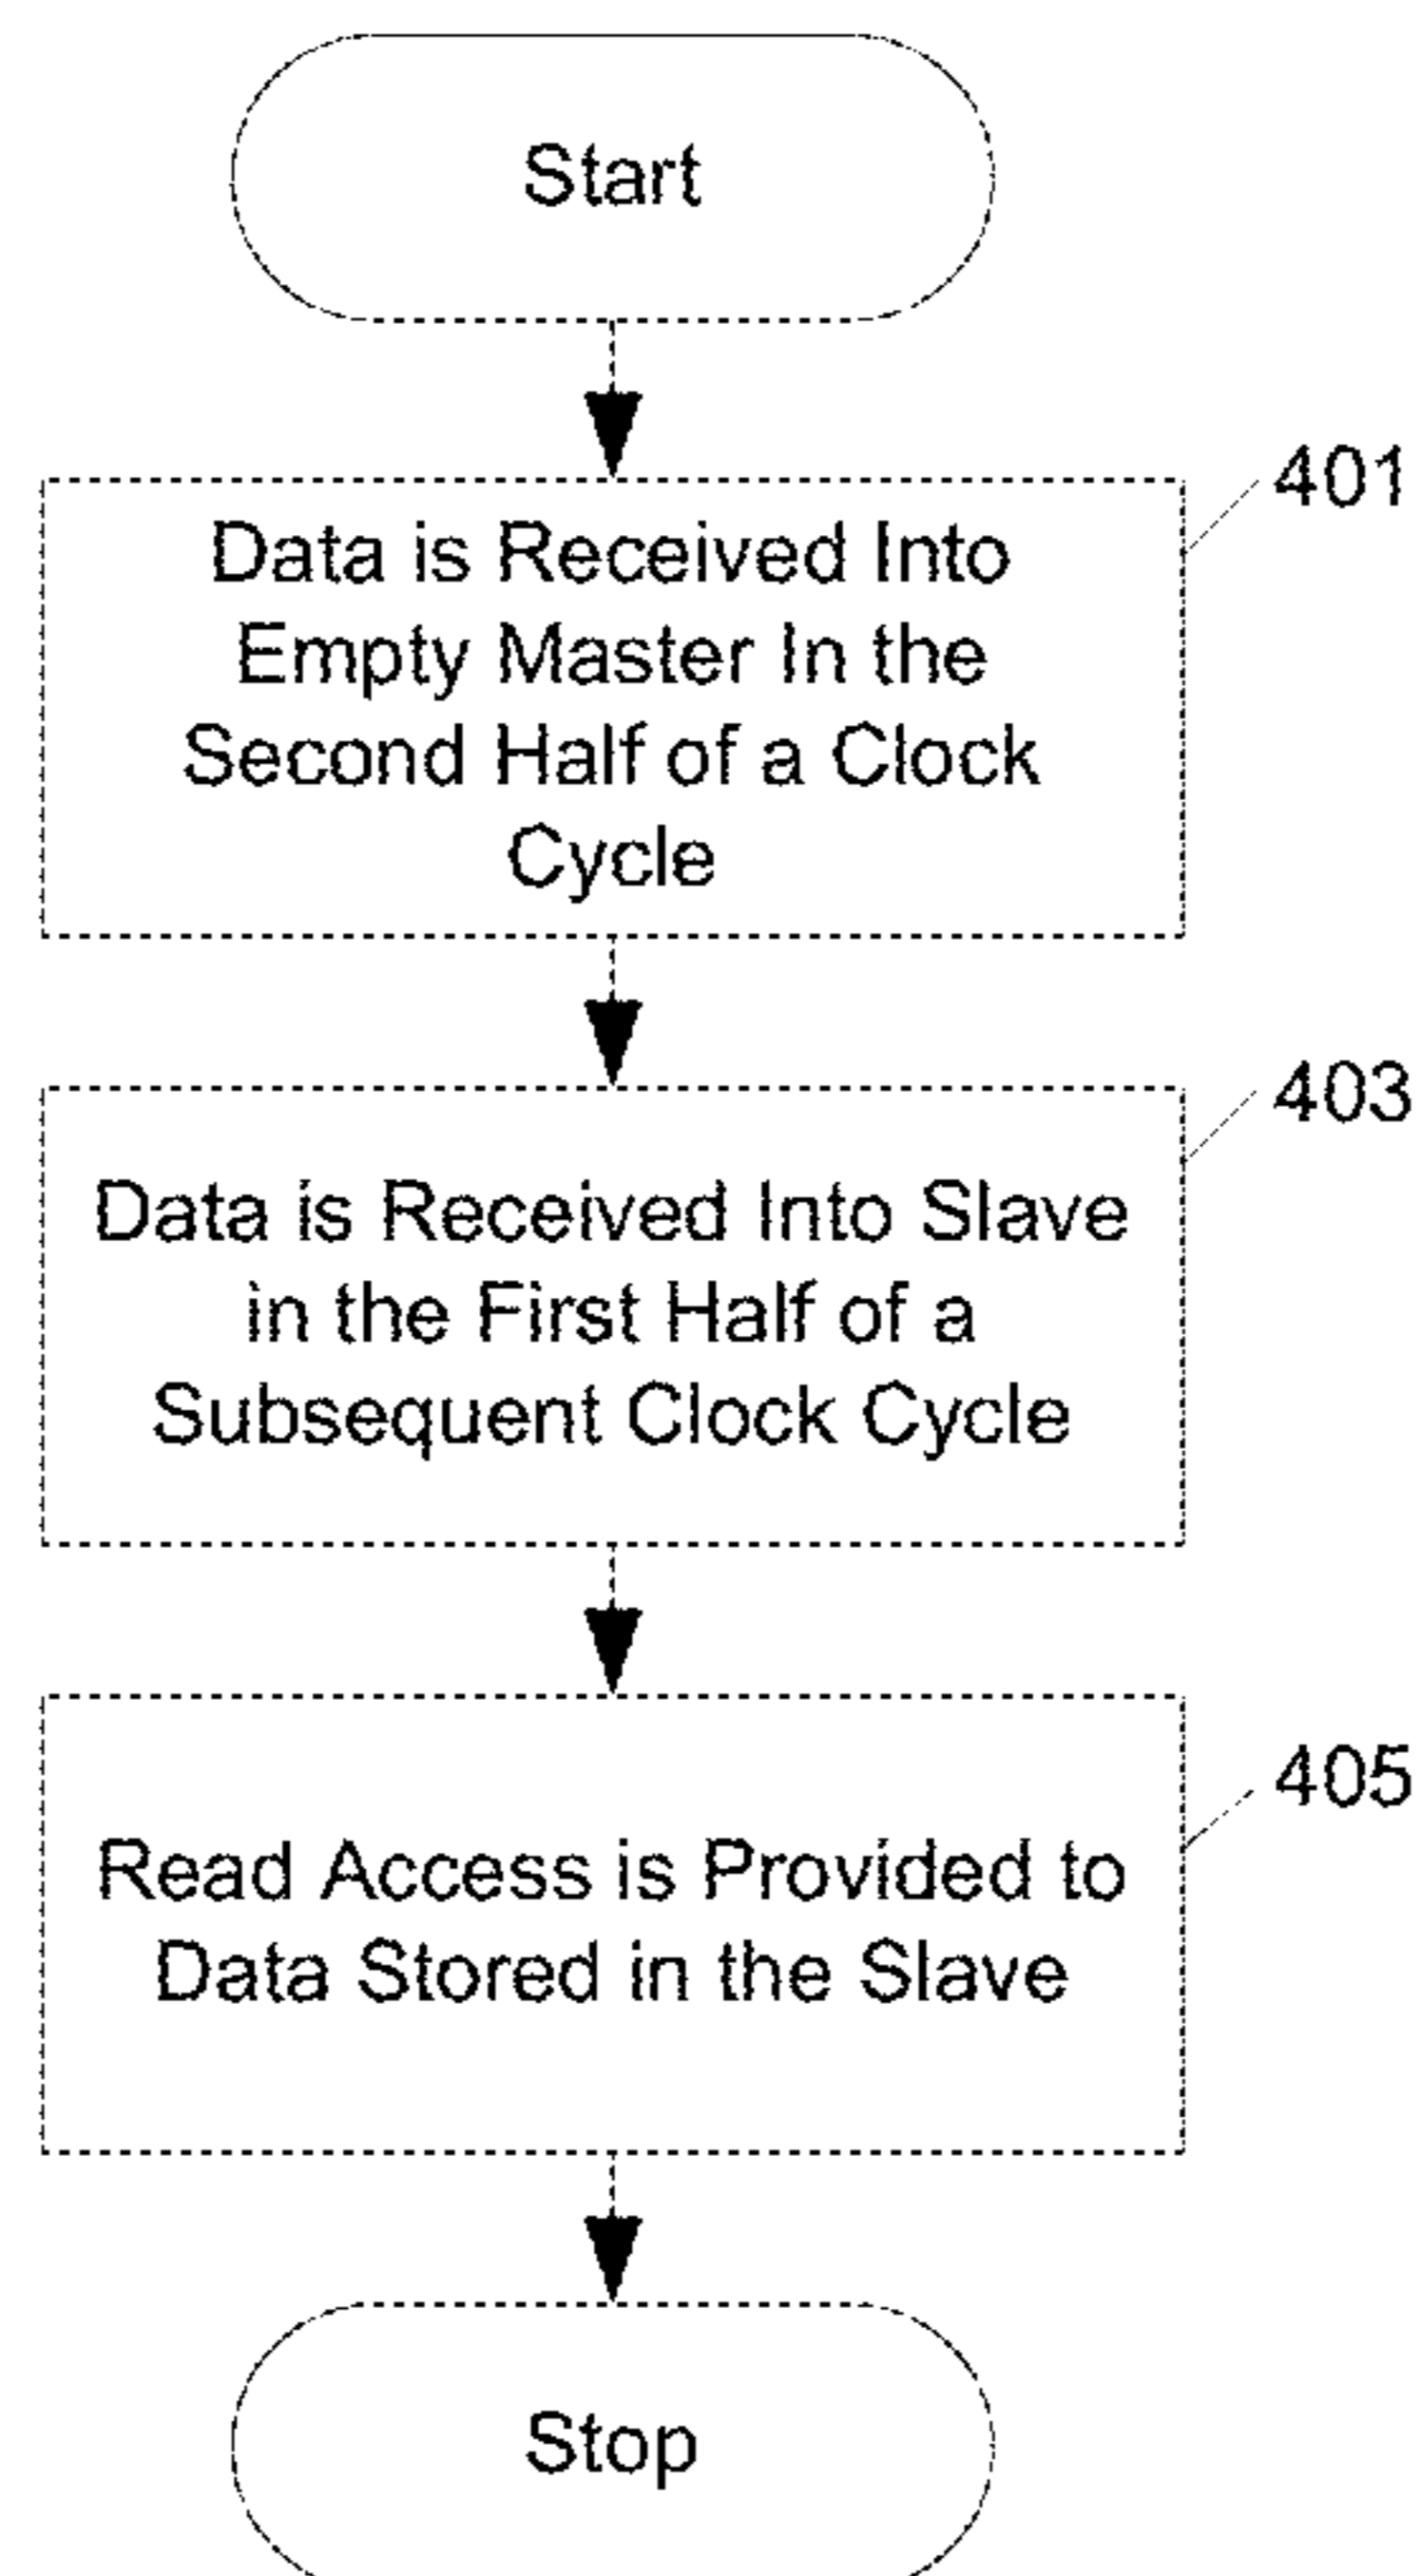 Start
401
Data is Received Into
Empty Master In the
Second Half of a Clock
Cycle
403
Data is Received Into Slave
in the First Half of a
Subsequent Clock Cycle
405
Read Access is Provided to
Data Stored in the Slave
Stop